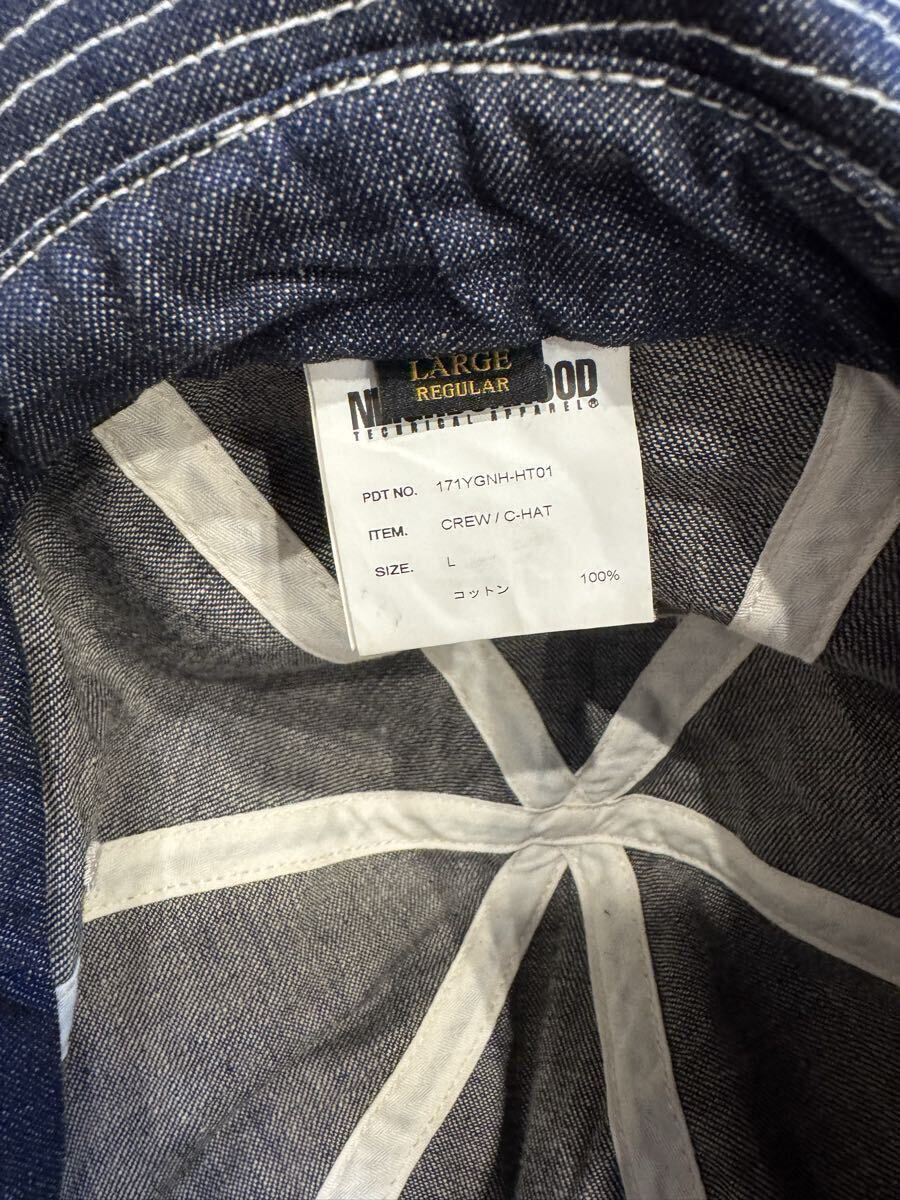 LARGE
REGULAR
TECHNICAL APPAREL®
PDT NO. 171YGNH-HT01
ITEM. CREW / C-HAT
SIZE. L
コットン 100%